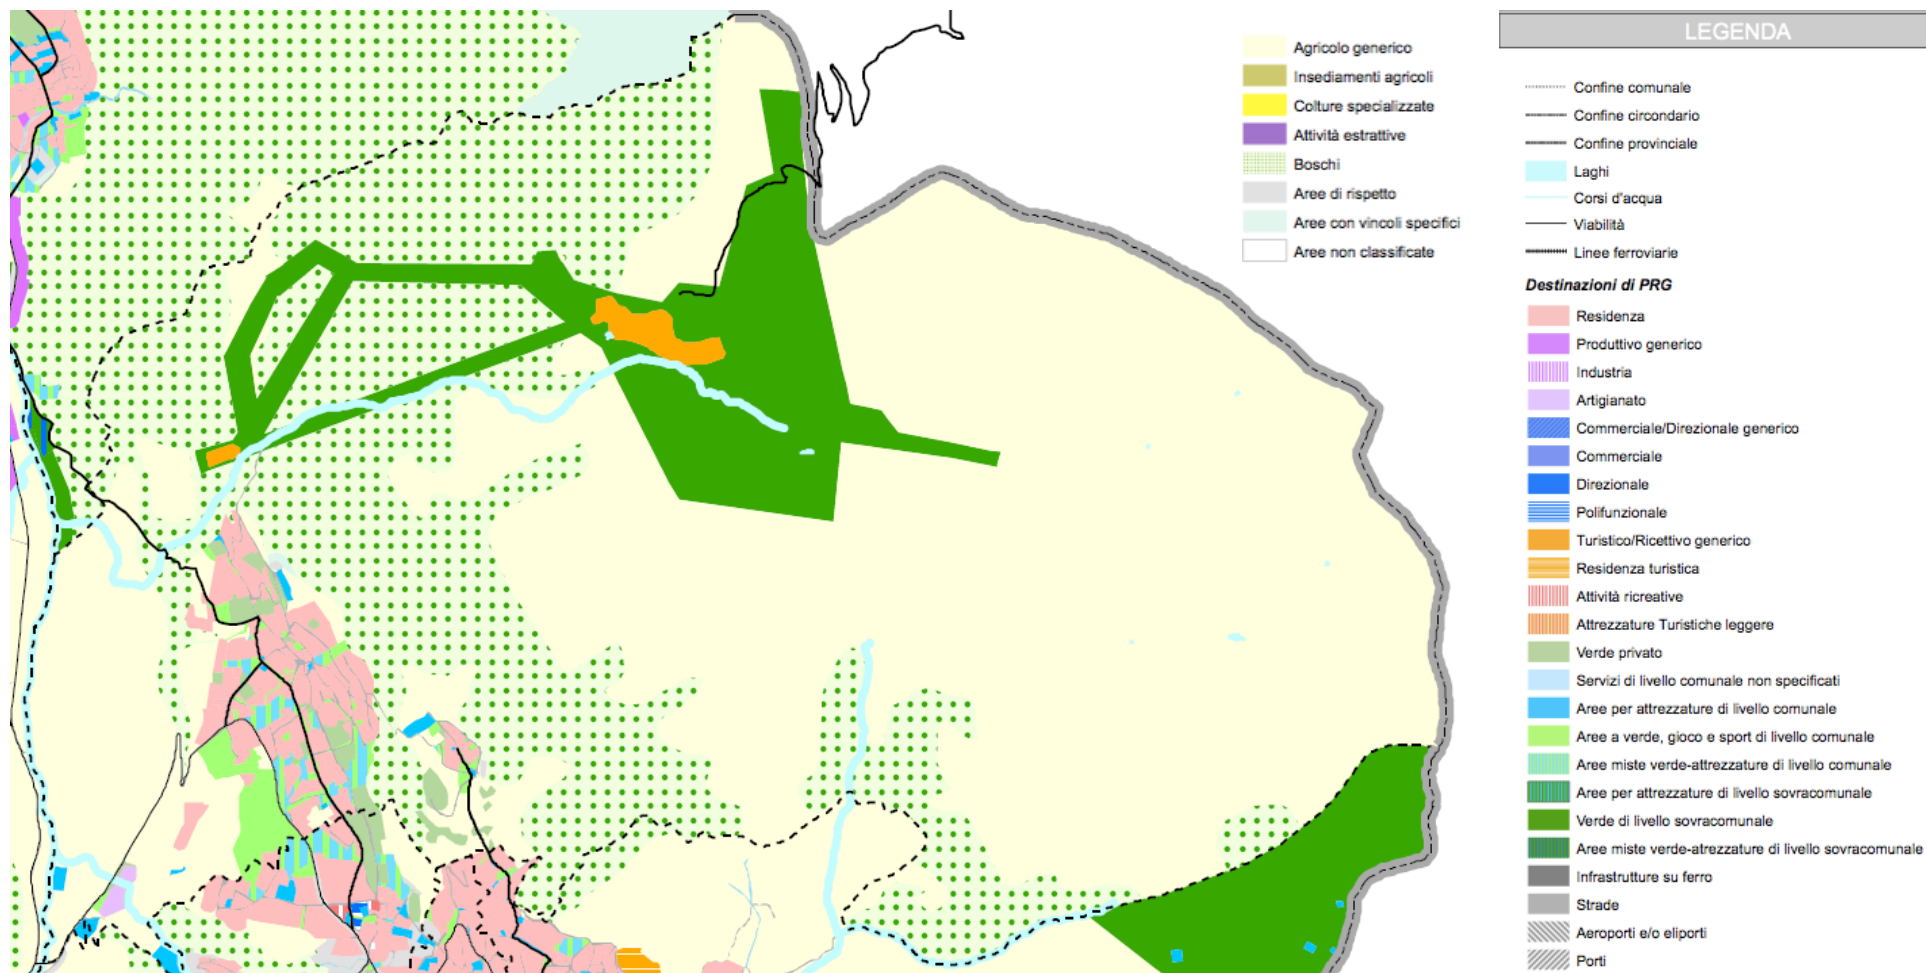 Agricolo generico
Insediamenti agricoli
Colture specializzate
Attività estrattive
Boschi
Aree di rispetto
Aree con vincoli specifici
Aree non classificate
LEGENDA
Confine comunale
Confine circondario
Confine provinciale
Laghi
Corsi d'acqua
Viabilità
Linee ferroviarie
Destinazioni di PRG
Residenza
Produttivo generico
Industria
Artigianato
Commerciale/Direzionale generico
Commerciale
Direzionale
Polifunzionale
Turistico/Ricettivo generico
Residenza turistica
Attività ricreative
Attrezzature Turistiche leggere
Verde privato
Servizi di livello comunale non specificati
Aree per attrezzature di livello comunale
Aree a verde, gioco e sport di livello comunale
Aree miste verde-attrezzature di livello comunale
Aree per attrezzature di livello sovracomunale
Verde di livello sovracomunale
Aree miste verde-atrezzature di livello sovracomunale
Infrastrutture su ferro
Strade
Aeroporti e/o eliporti
Porti